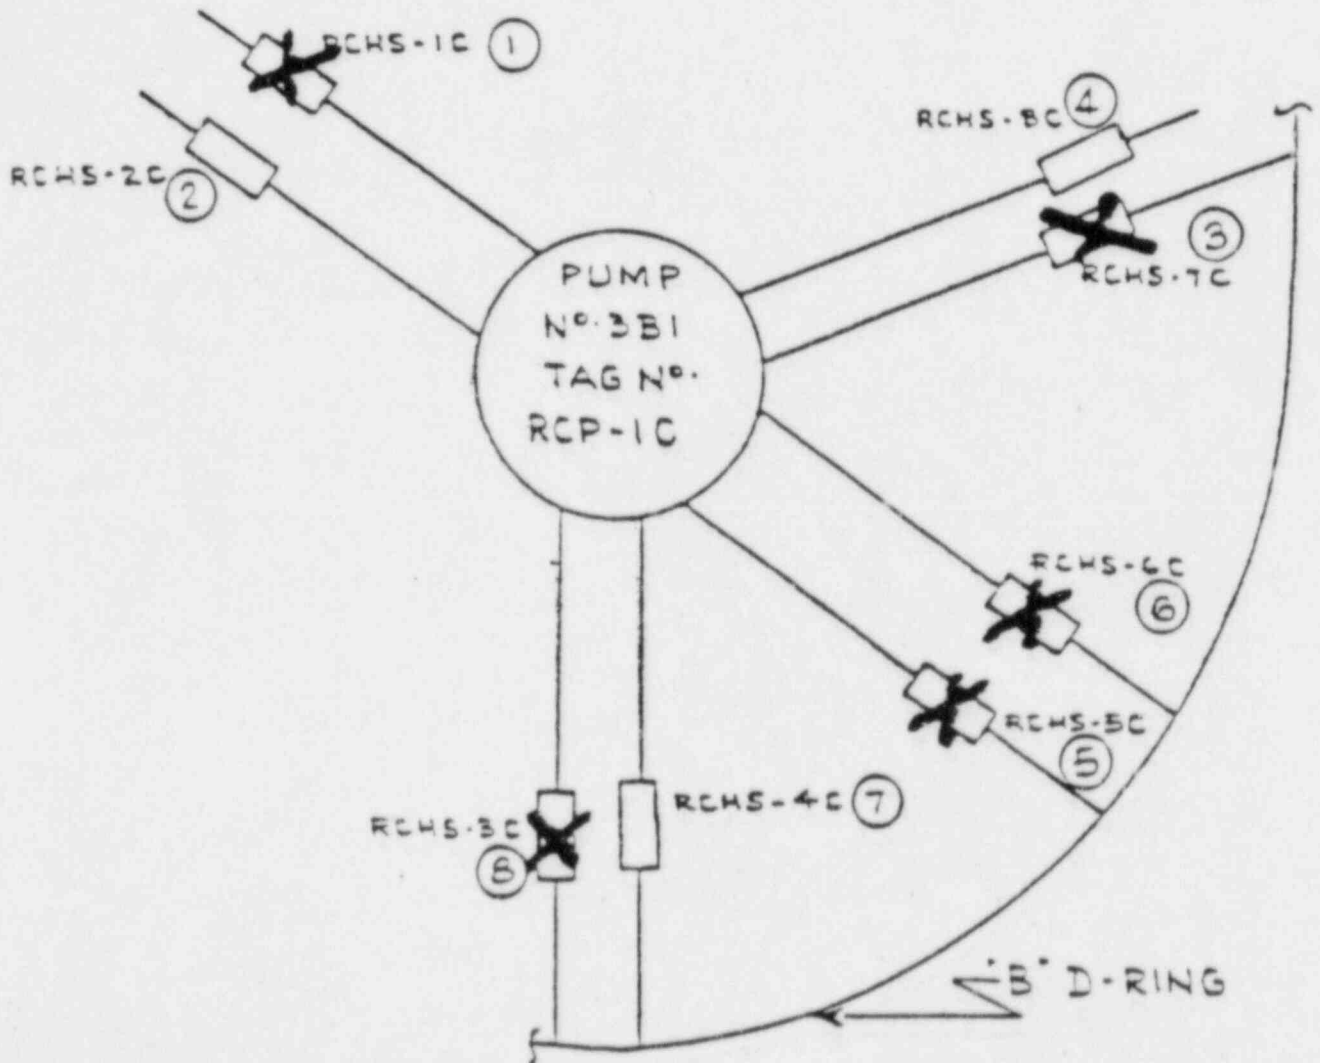 RCHS-1C 1
RCHS-2C 2
RCHS-8C 4
3
RCHS-7C
PUMP
Nº.3B1
TAG Nº.
RCP-1C
RCHS-6C
6
RCHS-5C
5
RCHS-4C 7
RCHS-3C
8
"B" D-RING